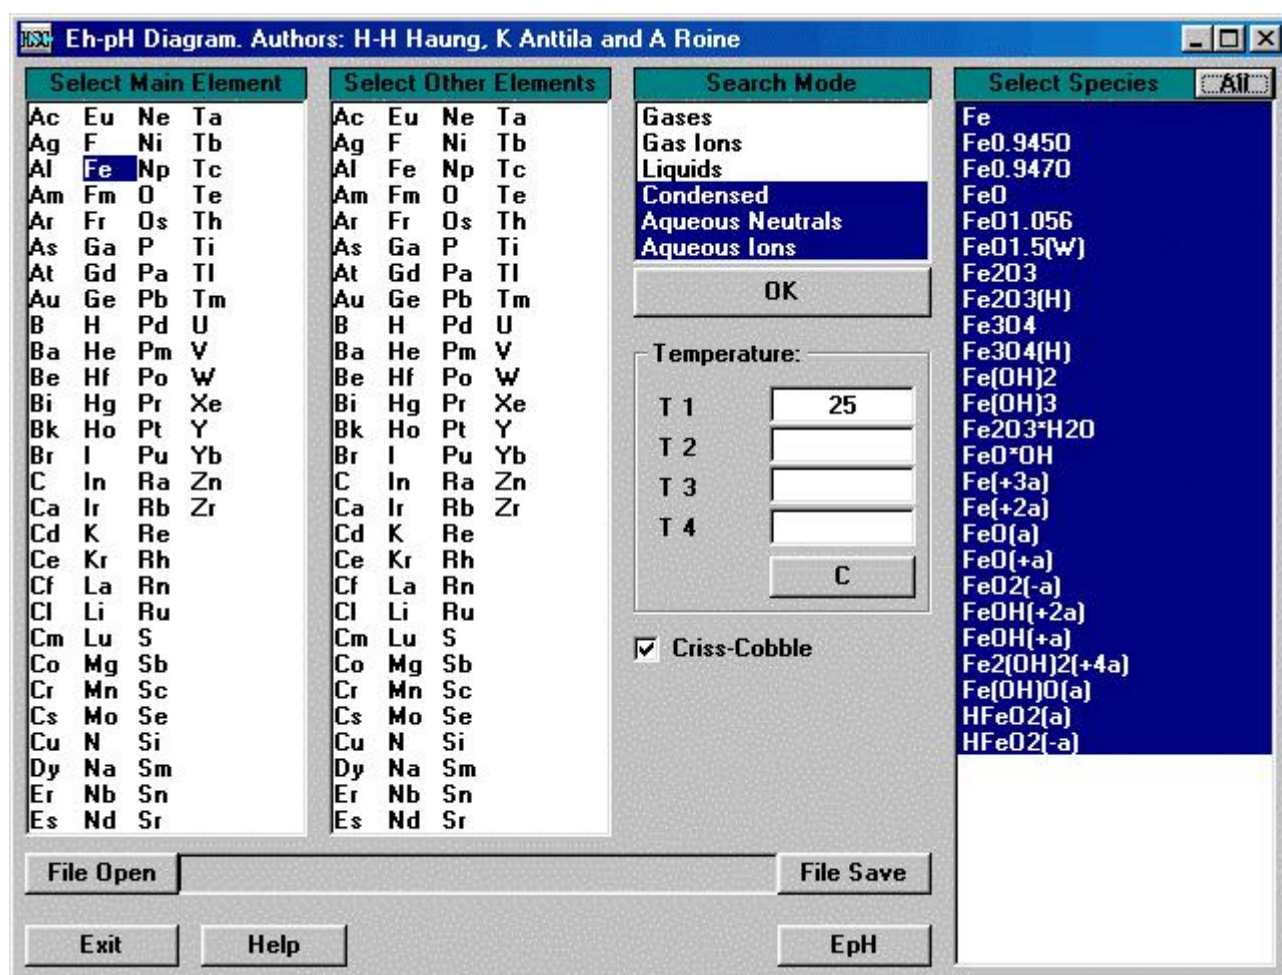 HSC Eh-pH Diagram. Authors: H-H Haung, K Anttila and A Roine
Select Main Element
Ac Eu Ne Ta
Ag F Ni Tb
Al Fe Np Tc
Am Fm O Te
Ar Fr Os Th
As Ga P Ti
At Gd Pa Tl
Au Ge Pb Tm
B H Pd U
Ba He Pm V
Be Hf Po W
Bi Hg Pr Xe
Bk Ho Pt Y
Br I Pu Yb
C In Ra Zn
Ca Ir Rb Zr
Cd K Re
Ce Kr Rh
Cf La Rn
Cl Li Ru
Cm Lu S
Co Mg Sb
Cr Mn Sc
Cs Mo Se
Cu N Si
Dy Na Sm
Er Nb Sn
Es Nd Sr
Select Other Elements
Ac Eu Ne Ta
Ag F Ni Tb
Al Fe Np Tc
Am Fm O Te
Ar Fr Os Th
As Ga P Ti
At Gd Pa Tl
Au Ge Pb Tm
B H Pd U
Ba He Pm V
Be Hf Po W
Bi Hg Pr Xe
Bk Ho Pt Y
Br I Pu Yb
C In Ra Zn
Ca Ir Rb Zr
Cd K Re
Ce Kr Rh
Cf La Rn
Cl Li Ru
Cm Lu S
Co Mg Sb
Cr Mn Sc
Cs Mo Se
Cu N Si
Dy Na Sm
Er Nb Sn
Es Nd Sr
Search Mode
Gases
Gas Ions
Liquids
Condensed
Aqueous Neutrals
Aqueous Ions
OK
Temperature:
T 1 25
T 2
T 3
T 4
C
Criss-Cobble
Select Species All
Fe
Fe0.945O
Fe0.947O
FeO
FeO1.056
FeO1.5(W)
Fe2O3
Fe2O3(H)
Fe3O4
Fe3O4(H)
Fe(OH)2
Fe(OH)3
Fe2O3*H2O
FeO*OH
Fe(+3a)
Fe(+2a)
FeO(a)
FeO(+a)
FeO2(-a)
FeOH(+2a)
FeOH(+a)
Fe2(OH)2(+4a)
Fe(OH)O(a)
HFeO2(a)
HFeO2(-a)
File Open File Save
Exit Help EpH